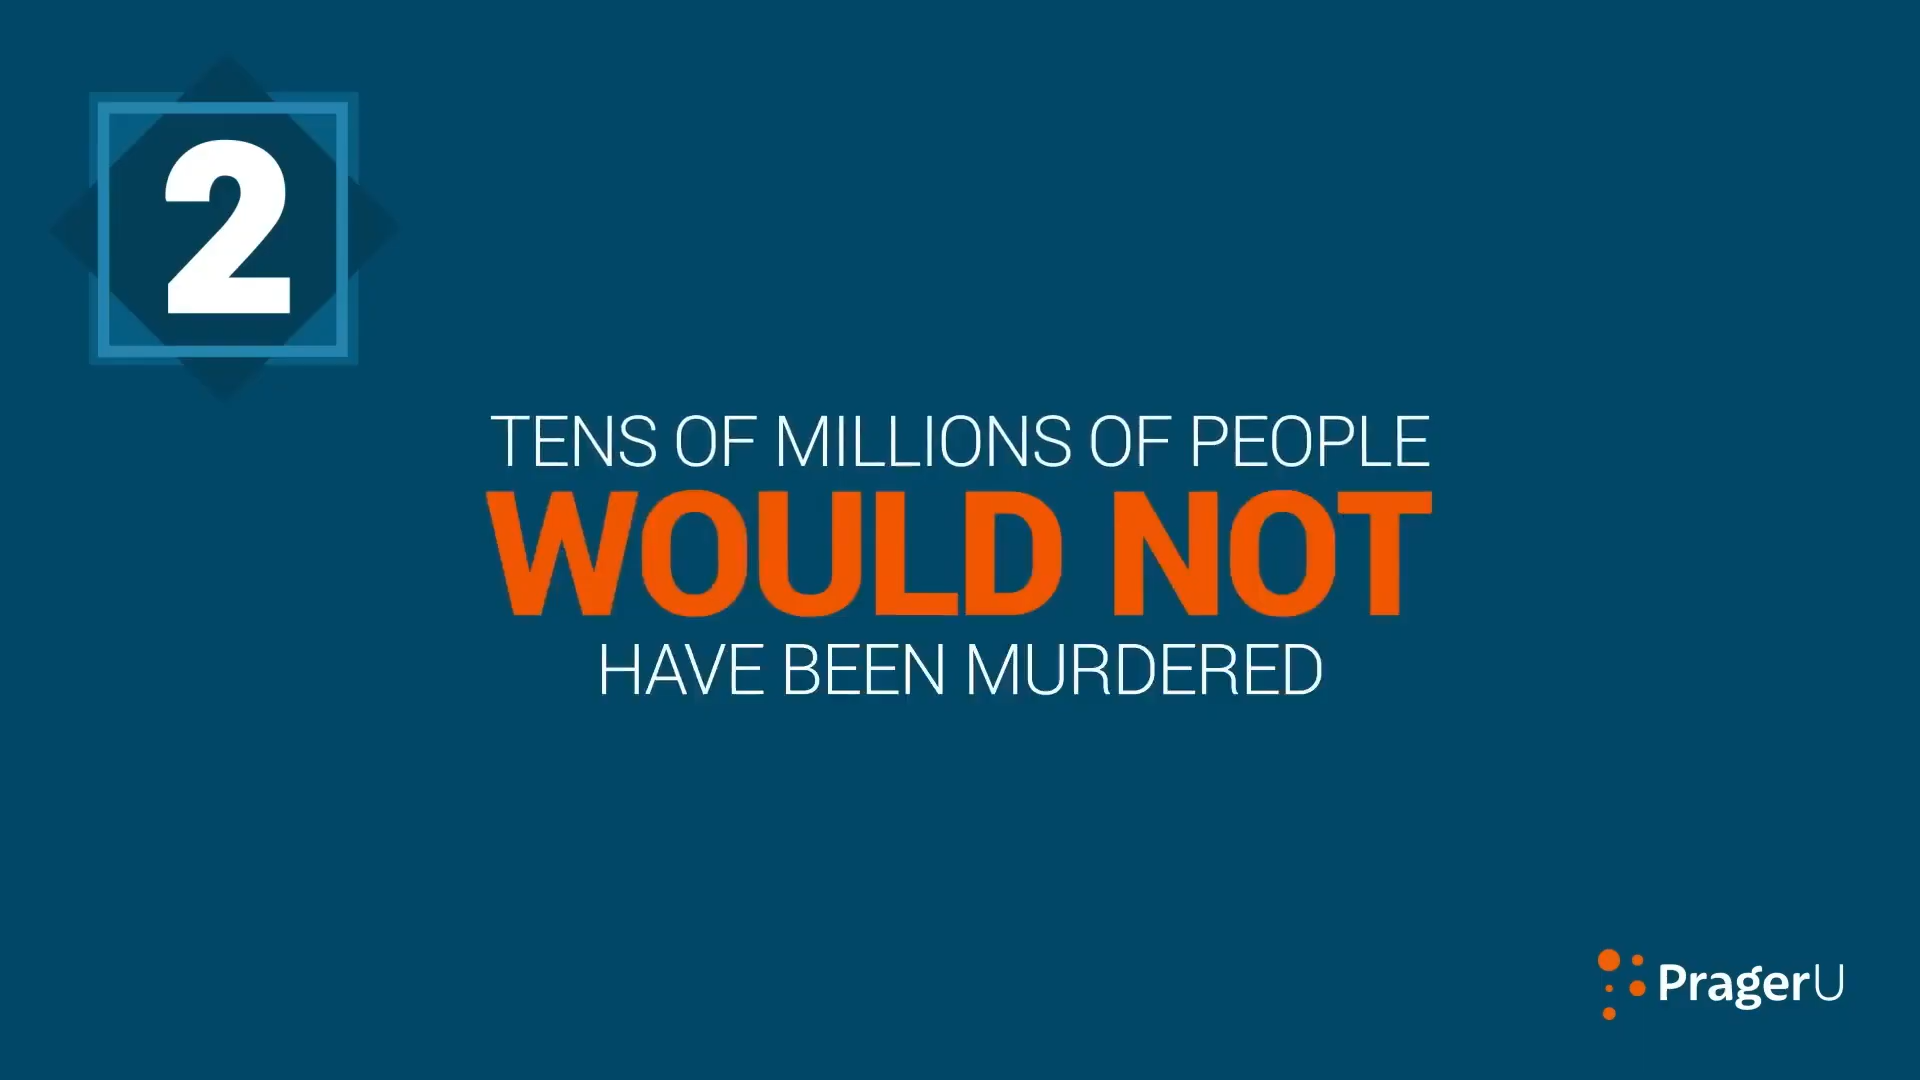 2
TENS OF MILLIONS OF PEOPLE
WOULD NOT
HAVE BEEN MURDERED
PragerU